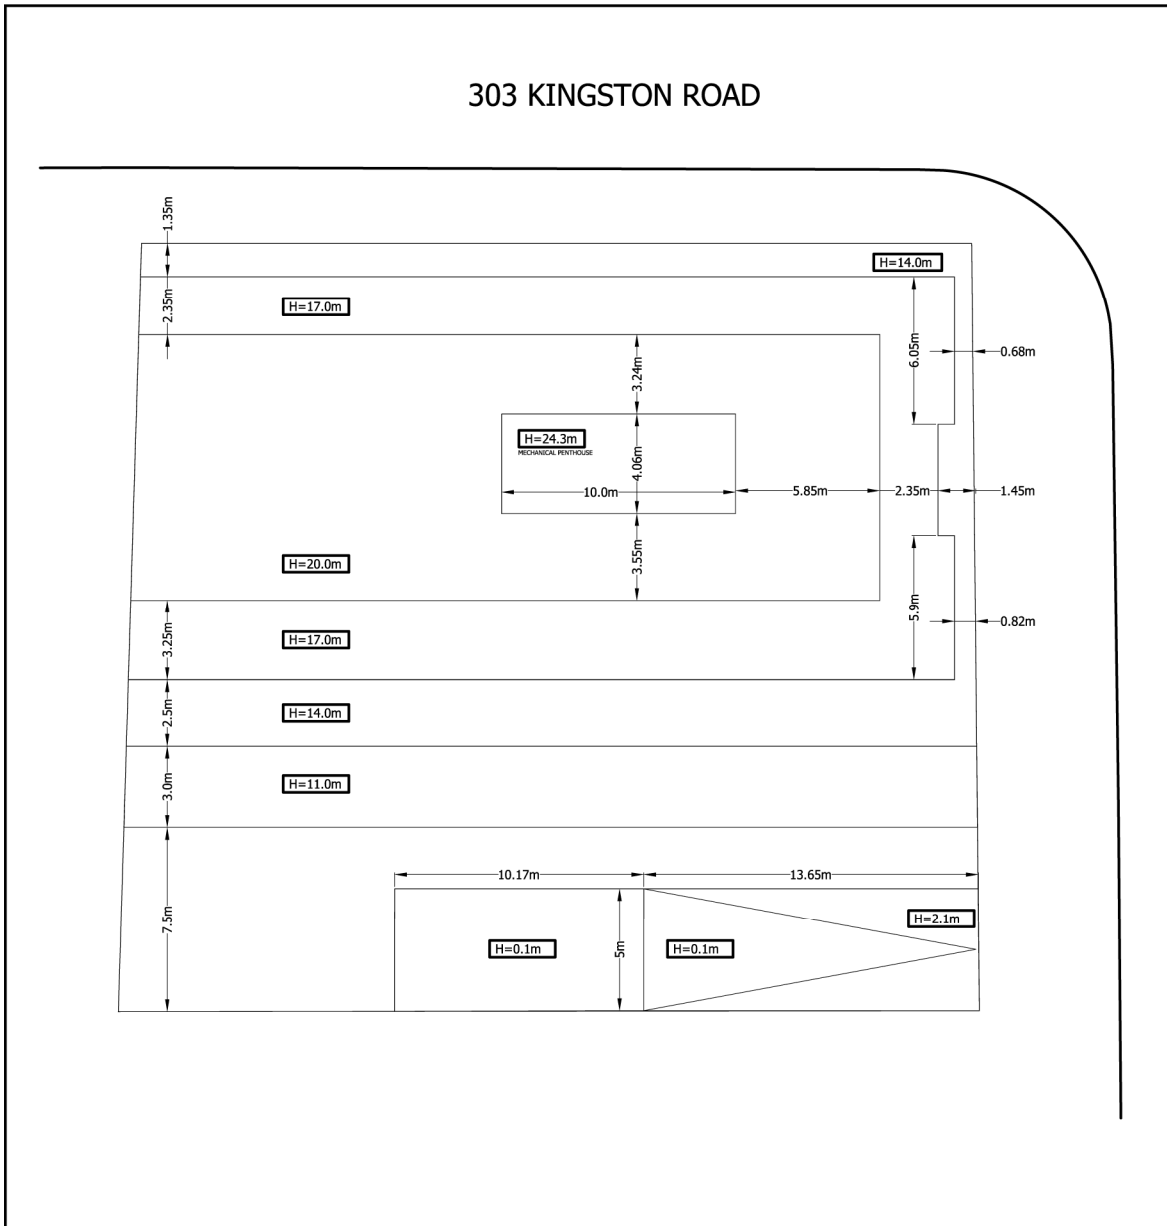 303 KINGSTON ROAD
1.35m
H=14.0m
2.35m
H=17.0m
6.05m
0.68m
3.24m
H=24.3m
MECHANICAL PENTHOUSE
4.06m
10.0m
5.85m
2.35m
1.45m
3.55m
H=20.0m
5.9m
0.82m
3.25m
H=17.0m
2.5m
H=14.0m
3.0m
H=11.0m
10.17m
13.65m
7.5m
H=2.1m
H=0.1m
5m
H=0.1m